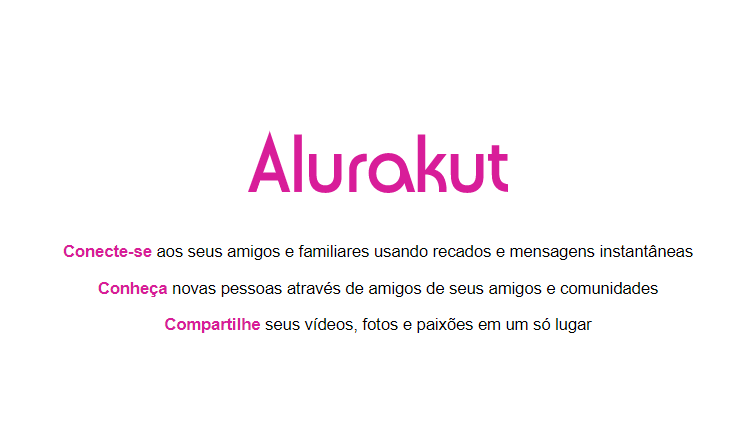 Alurakut
Conecte-se aos seus amigos e familiares usando recados e mensagens instantâneas
Conheça novas pessoas através de amigos de seus amigos e comunidades
Compartilhe seus vídeos, fotos e paixões em um só lugar